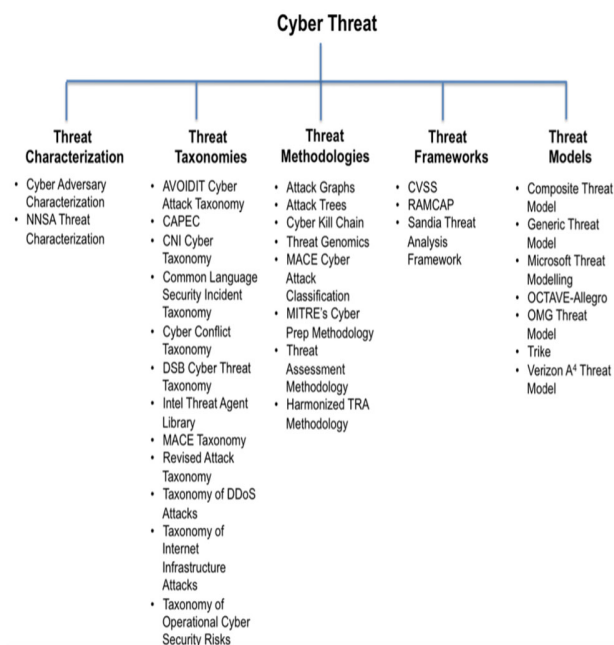 Cyber Threat
Threat
Characterization
• Cyber Adversary
Characterization
• NNSA Threat
Characterization
Threat
Taxonomies
• AVOIDIT Cyber
Attack Taxonomy
• CAPEC
• CNI Cyber
Taxonomy
• Common Language
Security Incident
Taxonomy
• Cyber Conflict
Taxonomy
• DSB Cyber Threat
Taxonomy
• Intel Threat Agent
Library
• MACE Taxonomy
• Revised Attack
Taxonomy
• Taxonomy of DDoS
Attacks
• Taxonomy of
Internet
Infrastructure
Attacks
• Taxonomy of
Operational Cyber
Security Risks
Threat
Methodologies
• Attack Graphs
• Attack Trees
• Cyber Kill Chain
• Threat Genomics
• MACE Cyber
Attack
Classification
• MITRE's Cyber
Prep Methodology
• Threat
Assessment
Methodology
• Harmonized TRA
Methodology
Threat
Frameworks
• CVSS
• RAMCAP
• Sandia Threat
Analysis
Framework
Threat
Models
• Composite Threat
Model
• Generic Threat
Model
• Microsoft Threat
Modelling
• OCTAVE-Allegro
• OMG Threat
Model
• Trike
• Verizon A⁴ Threat
Model